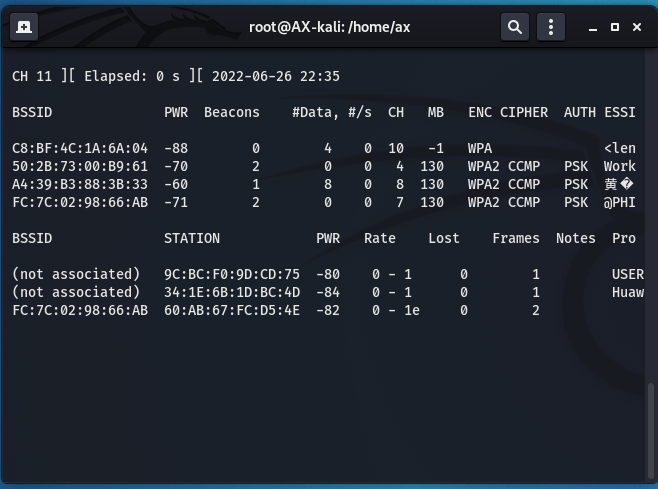 root@AX-kali: /home/ax
CH 11 ][ Elapsed: 0 s ][ 2022-06-26 22:35
BSSID PWR Beacons #Data, #/s CH MB ENC CIPHER AUTH ESSI
C8:BF:4C:1A:6A:04 -88 0 4 0 10 -1 WPA <len
50:2B:73:00:B9:61 -70 2 0 0 4 130 WPA2 CCMP PSK Work
A4:39:B3:88:3B:33 -60 1 8 0 8 130 WPA2 CCMP PSK 黄�
FC:7C:02:98:66:AB -71 2 0 0 7 130 WPA2 CCMP PSK @PHI
BSSID STATION PWR Rate Lost Frames Notes Pro
(not associated) 9C:BC:F0:9D:CD:75 -80 0 - 1 0 1 USER
(not associated) 34:1E:6B:1D:BC:4D -84 0 - 1 0 1 Huaw
FC:7C:02:98:66:AB 60:AB:67:FC:D5:4E -82 0 - 1e 0 2